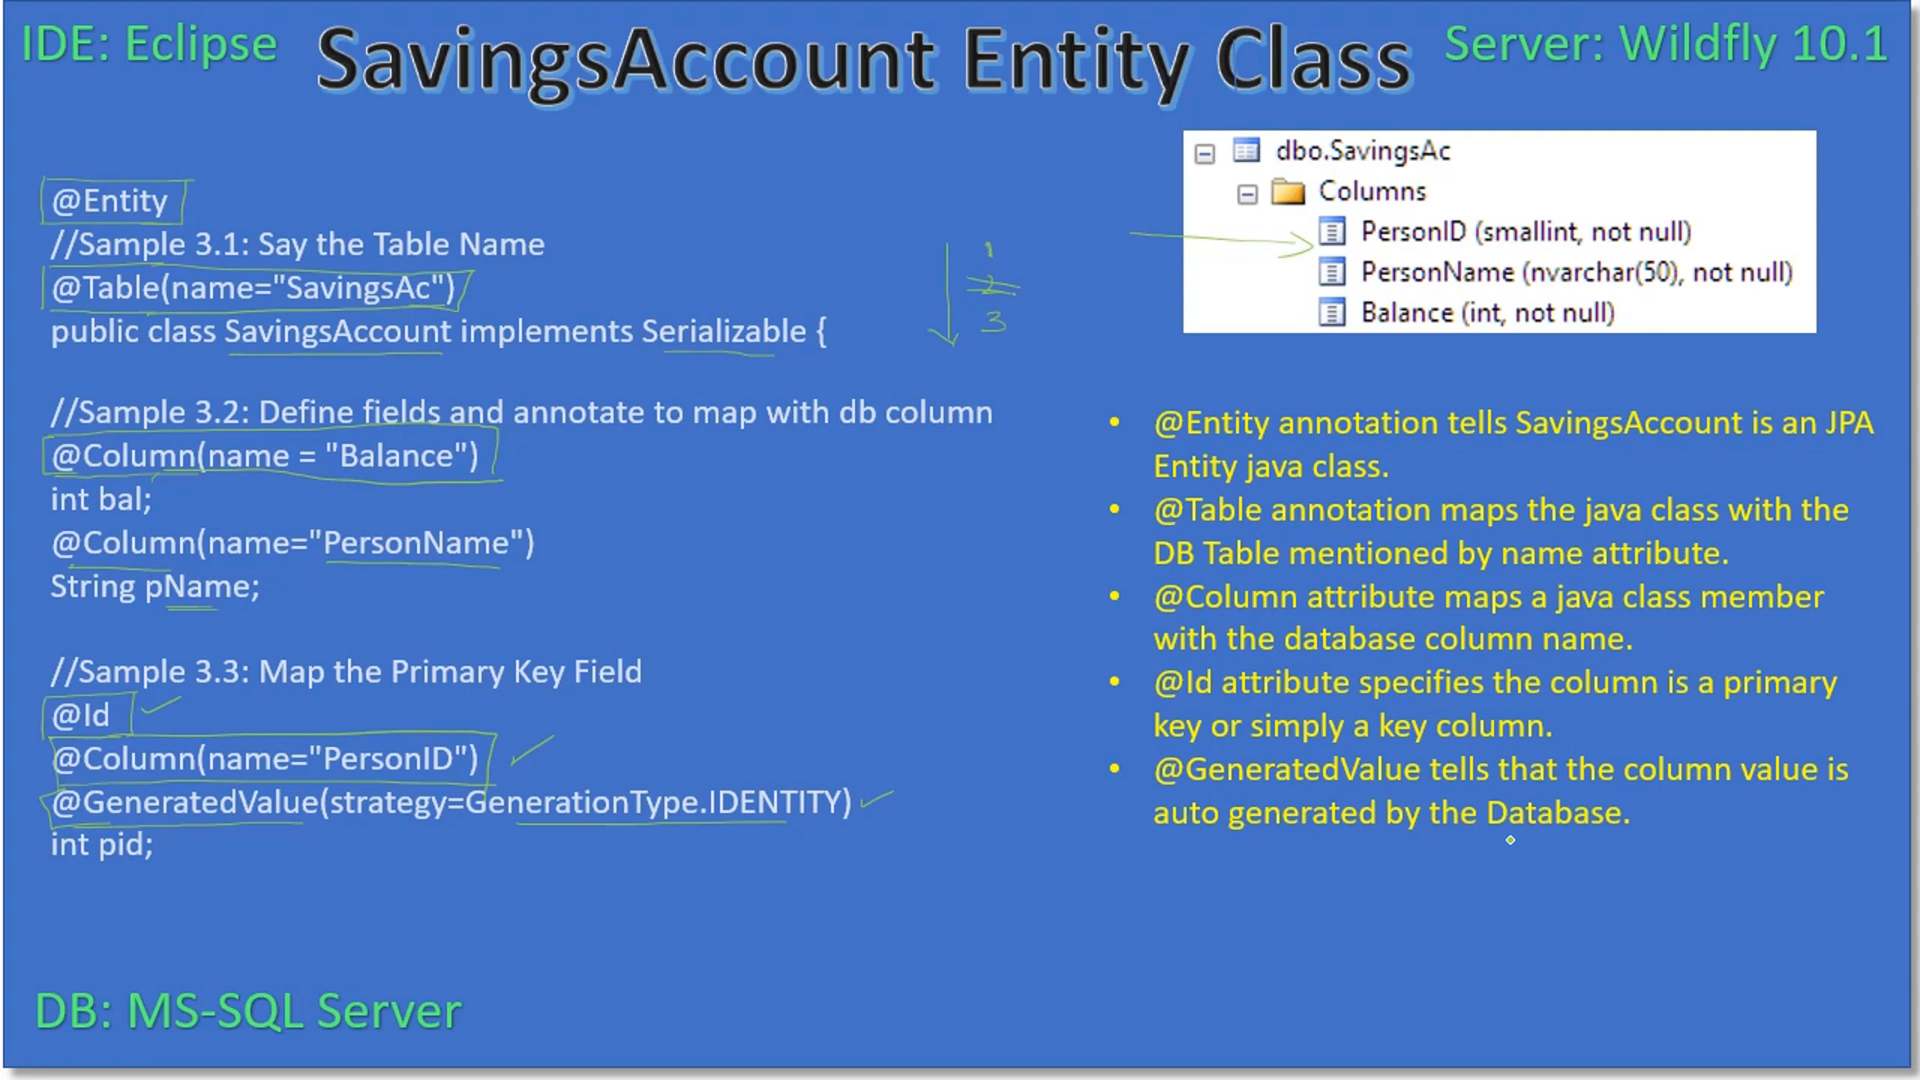 IDE: Eclipse
SavingsAccount Entity Class
Server: Wildfly 10.1
@Entity
//Sample 3.1: Say the Table Name
@Table(name="SavingsAc")
public class SavingsAccount implements Serializable {
//Sample 3.2: Define fields and annotate to map with db column
@Column(name = "Balance")
int bal;
@Column(name="PersonName")
String pName;
//Sample 3.3: Map the Primary Key Field
@Id
@Column(name="PersonID")
@GeneratedValue(strategy=GenerationType.IDENTITY)
int pid;
1
2
3
dbo.SavingsAc
Columns
PersonID (smallint, not null)
PersonName (nvarchar(50), not null)
Balance (int, not null)
• @Entity annotation tells SavingsAccount is an JPA
Entity java class.
• @Table annotation maps the java class with the
DB Table mentioned by name attribute.
• @Column attribute maps a java class member
with the database column name.
• @Id attribute specifies the column is a primary
key or simply a key column.
• @GeneratedValue tells that the column value is
auto generated by the Database.
DB: MS-SQL Server